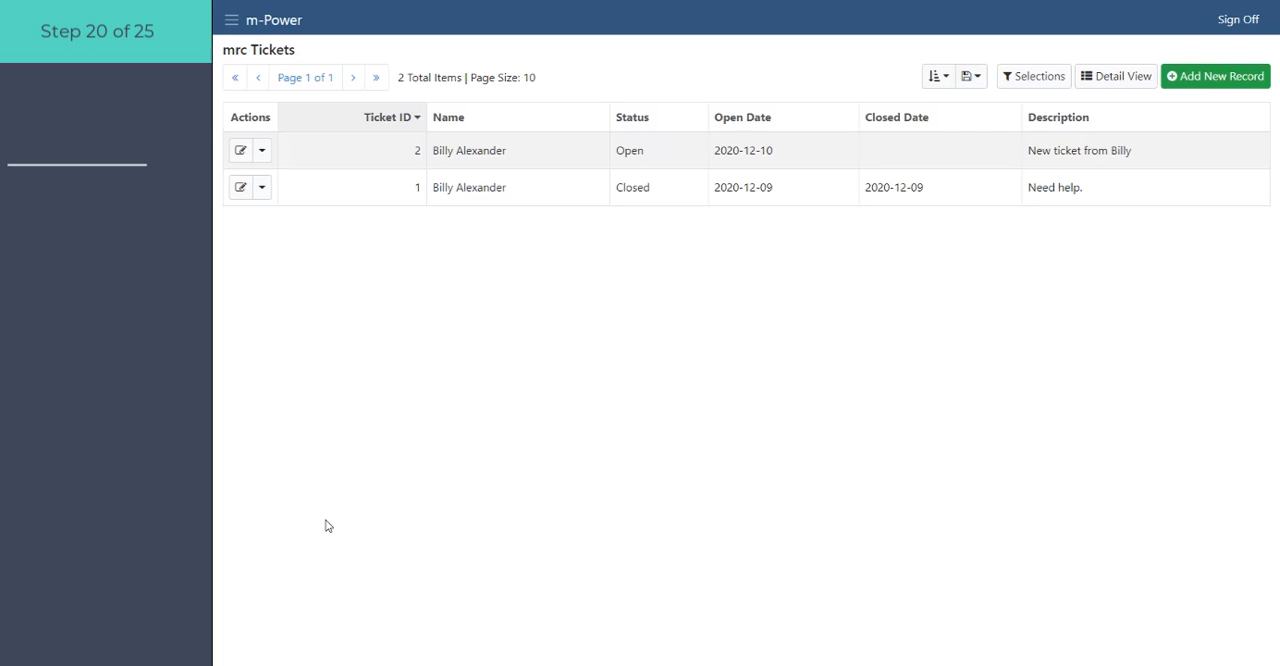 Step 20 of 25
m-Power
Sign Off
mrc Tickets
« ‹ Page 1 of 1 › » 2 Total Items | Page Size: 10
Selections Detail View Add New Record
Actions Ticket ID Name Status Open Date Closed Date Description
2 Billy Alexander Open 2020-12-10 New ticket from Billy
1 Billy Alexander Closed 2020-12-09 2020-12-09 Need help.